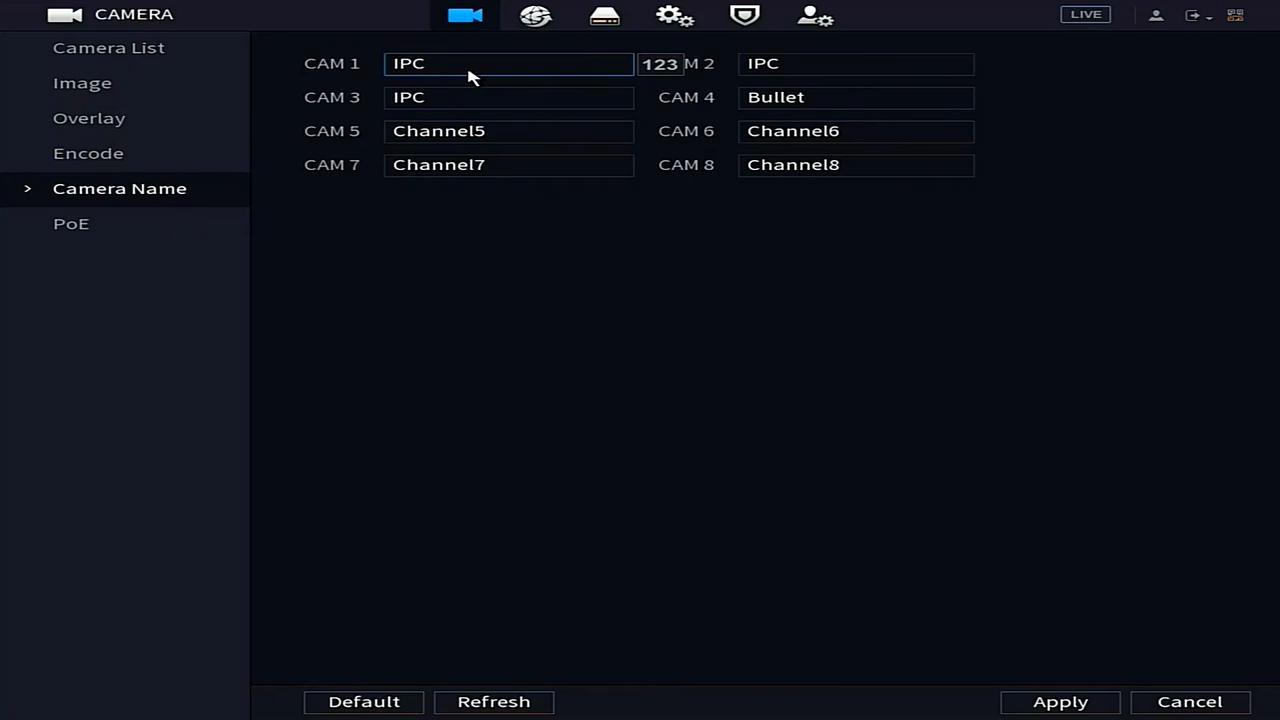 CAMERA LIVE
Camera List
Image
Overlay
Encode
> Camera Name
PoE
CAM 1 IPC 123 M 2 IPC
CAM 3 IPC CAM 4 Bullet
CAM 5 Channel5 CAM 6 Channel6
CAM 7 Channel7 CAM 8 Channel8
Default Refresh Apply Cancel